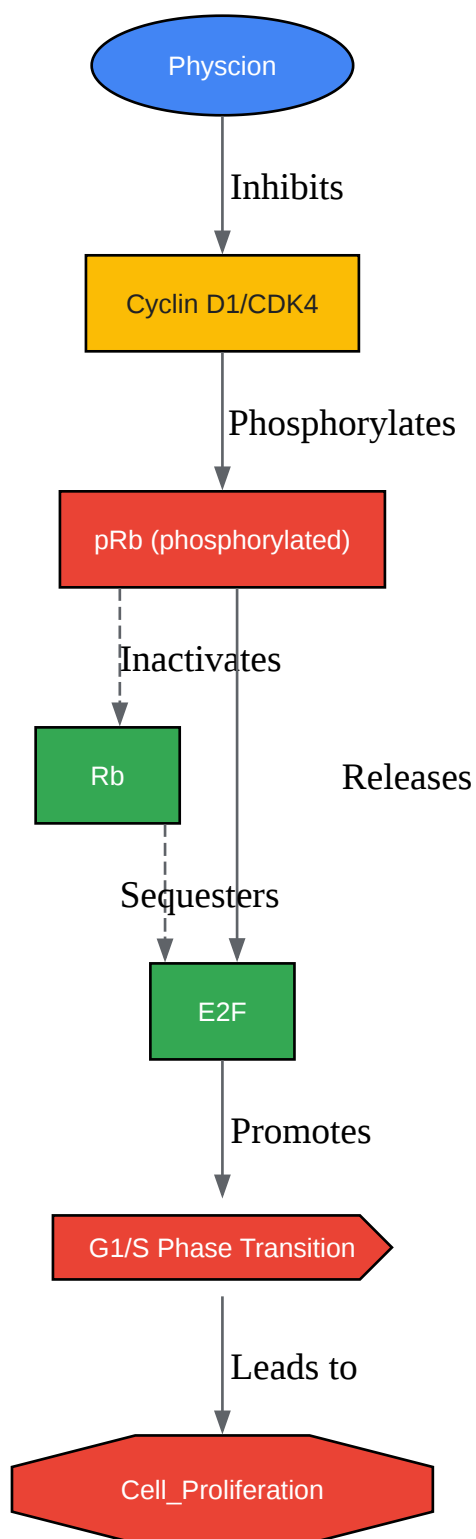 Physcion
Inhibits
Cyclin D1/CDK4
Phosphorylates
pRb (phosphorylated)
Inactivates
Rb
Releases
Sequesters
E2F
Promotes
G1/S Phase Transition
Leads to
Cell_Proliferation